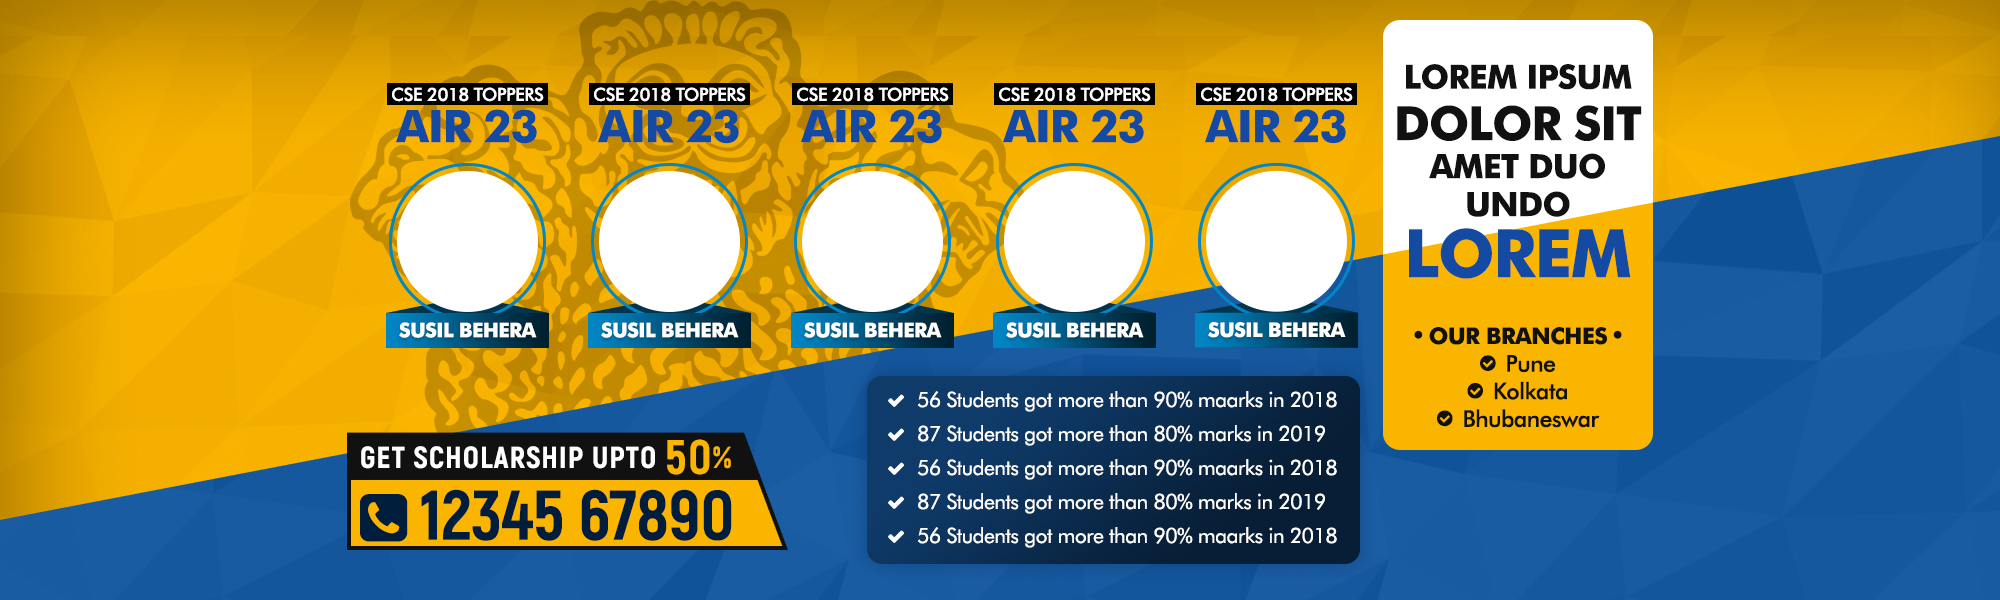 CSE 2018 TOPPERS
AIR 23
SUSIL BEHERA
CSE 2018 TOPPERS
AIR 23
SUSIL BEHERA
CSE 2018 TOPPERS
AIR 23
SUSIL BEHERA
CSE 2018 TOPPERS
AIR 23
SUSIL BEHERA
CSE 2018 TOPPERS
AIR 23
SUSIL BEHERA
LOREM IPSUM
DOLOR SIT
AMET DUO
UNDO
LOREM
• OUR BRANCHES •
Pune
Kolkata
Bhubaneswar
GET SCHOLARSHIP UPTO 50%
12345 67890
56 Students got more than 90% maarks in 2018
87 Students got more than 80% marks in 2019
56 Students got more than 90% maarks in 2018
87 Students got more than 80% marks in 2019
56 Students got more than 90% maarks in 2018